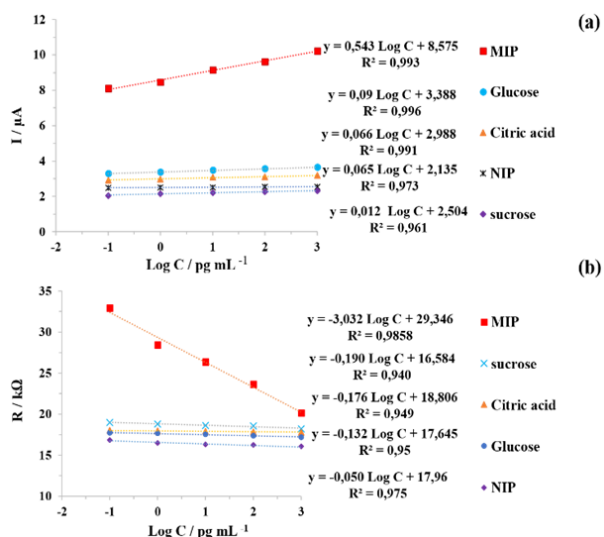 (a)
12
10
8
6
4
2
0
I / µA
-2
-1
0
1
2
3
Log C / pg mL -1
y = 0,543 Log C + 8,575
R² = 0,993
y = 0,09 Log C + 3,388
R² = 0,996
y = 0,066 Log C + 2,988
R² = 0,991
y = 0,065 Log C + 2,135
R² = 0,973
y = 0,012 Log C + 2,504
R² = 0,961
MIP
Glucose
Citric acid
NIP
sucrose
(b)
35
30
25
20
15
10
R / kΩ
-2
-1
0
1
2
3
Log C / pg mL -1
y = -3,032 Log C + 29,346
R² = 0,9858
y = -0,190 Log C + 16,584
R² = 0,940
y = -0,176 Log C + 18,806
R² = 0,949
y = -0,132 Log C + 17,645
R² = 0,95
y = -0,050 Log C + 17,96
R² = 0,975
MIP
sucrose
Citric acid
Glucose
NIP